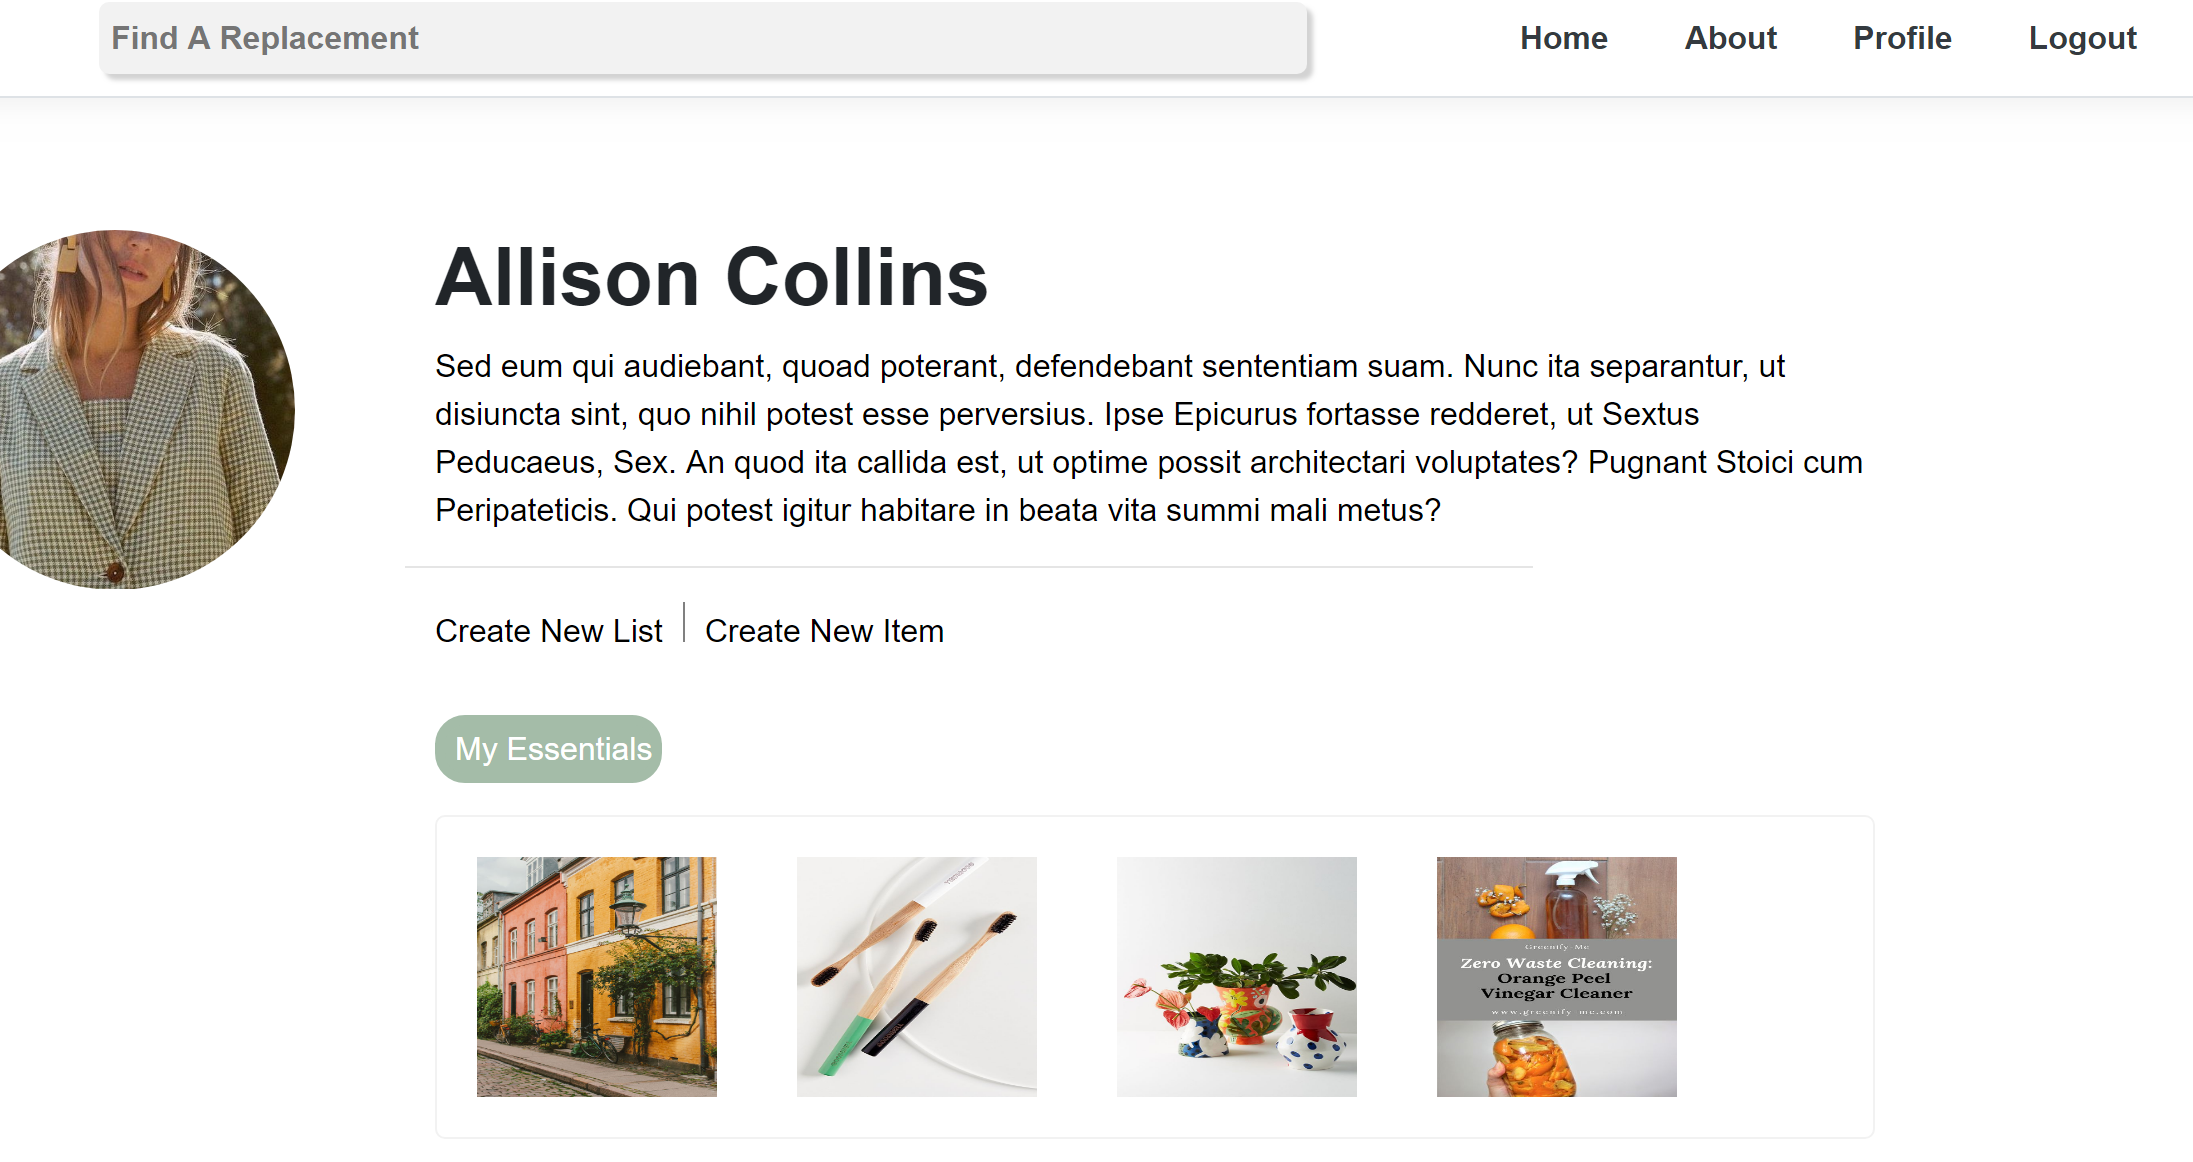 Find A Replacement
Home
About
Profile
Logout
Allison Collins
Sed eum qui audiebant, quoad poterant, defendebant sententiam suam. Nunc ita separantur, ut
disiuncta sint, quo nihil potest esse perversius. Ipse Epicurus fortasse redderet, ut Sextus
Peducaeus, Sex. An quod ita callida est, ut optime possit architectari voluptates? Pugnant Stoici cum
Peripateticis. Qui potest igitur habitare in beata vita summi mali metus?
Create New List
Create New Item
My Essentials
Greenify-Me
Zero Waste Cleaning:
Orange Peel
Vinegar Cleaner
www.greenify-me.com